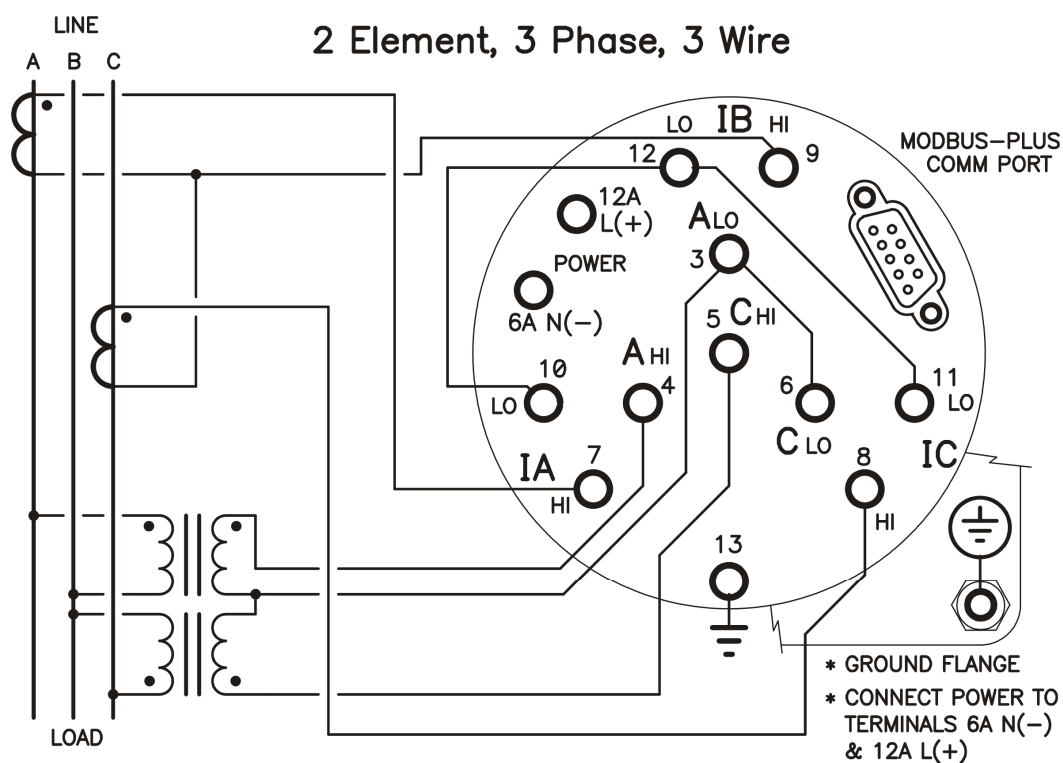 2 Element, 3 Phase, 3 Wire
LINE
A B C
LO IB HI
12
9
MODBUS-PLUS
COMM PORT
12A
L(+)
A LO
3
POWER
6A N(-)
5 C HI
A HI
4
10
LO
6
C LO
11
LO
IC
IA
7
HI
8
HI
13
LOAD
* GROUND FLANGE
* CONNECT POWER TO
TERMINALS 6A N(-)
& 12A L(+)